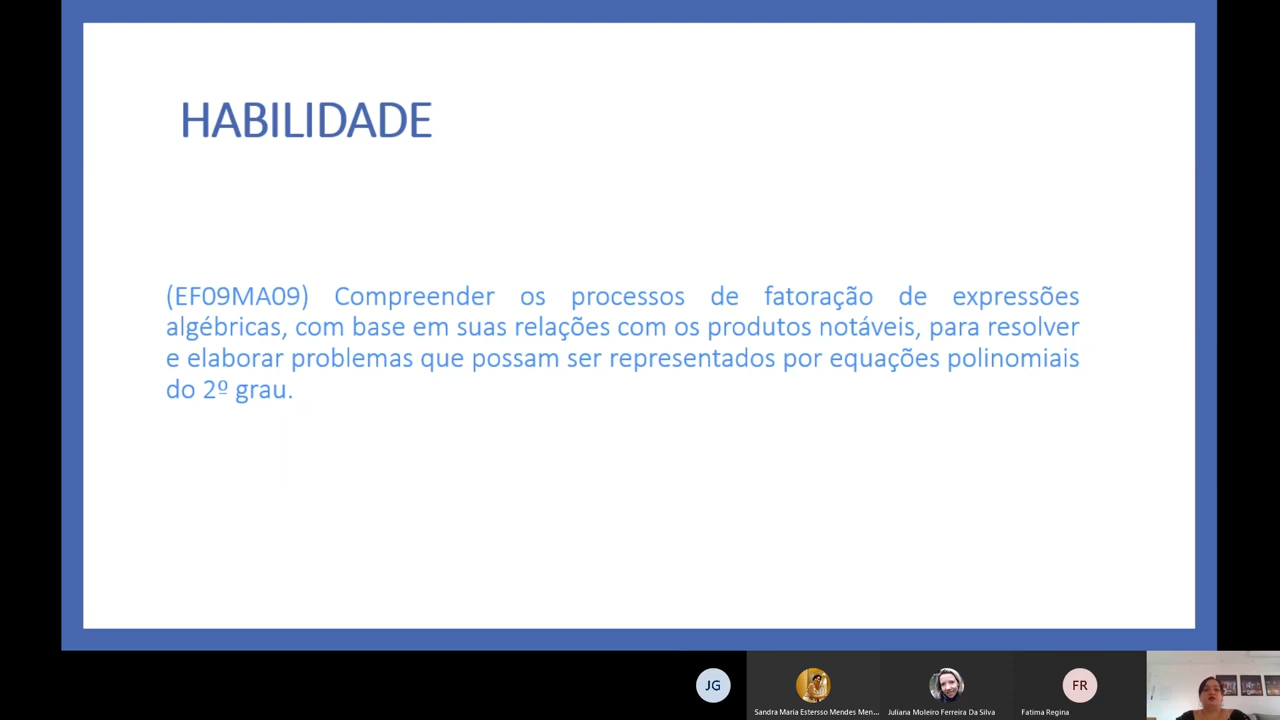 HABILIDADE
(EF09MA09) Compreender os processos de fatoração de expressões
algébricas, com base em suas relações com os produtos notáveis, para resolver
e elaborar problemas que possam ser representados por equações polinomiais
do 2º grau.
JG
FR
Sandra Maria Estersso Mendes Men...
Juliana Moleiro Ferreira Da Silva
Fatima Regina